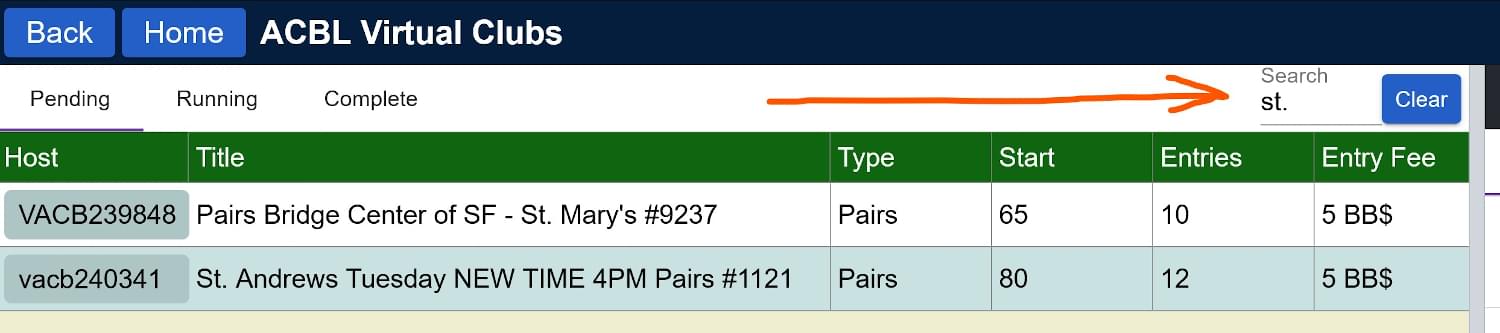 Back Home ACBL Virtual Clubs
Search
Pending Running Complete st. Clear
Host Title Type Start Entries Entry Fee
VACB239848 Pairs Bridge Center of SF - St. Mary's #9237 Pairs 65 10 5 BB$
vacb240341 St. Andrews Tuesday NEW TIME 4PM Pairs #1121 Pairs 80 12 5 BB$